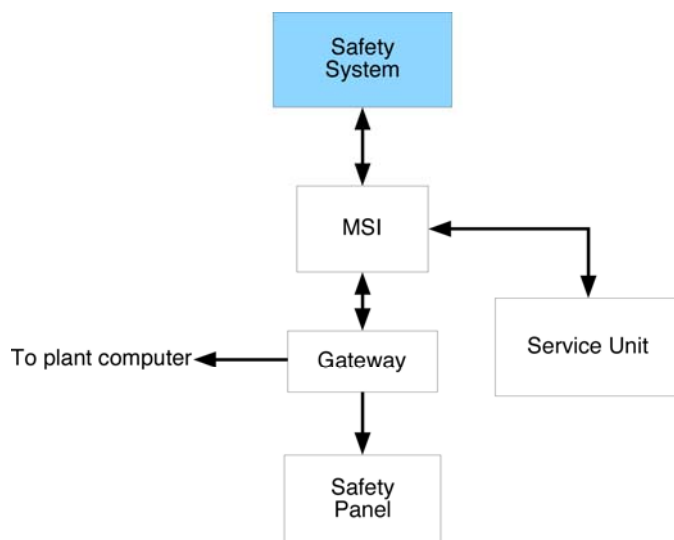 Safety
System
MSI
Service Unit
To plant computer
Gateway
Safety
Panel